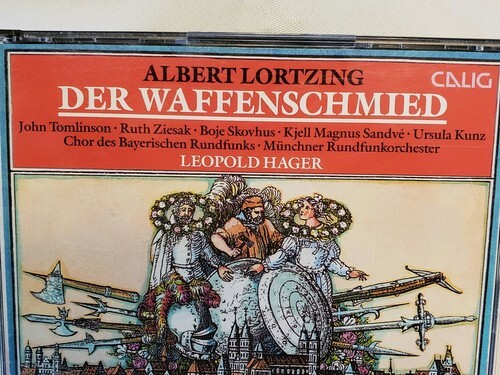 ALBERT LORTZING
CALIG
DER WAFFENSCHMIED
John Tomlinson · Ruth Ziesak · Boje Skovhus · Kjell Magnus Sandvé · Ursula Kunz
Chor des Bayerischen Rundfunks · Münchner Rundfunkorchester
LEOPOLD HAGER